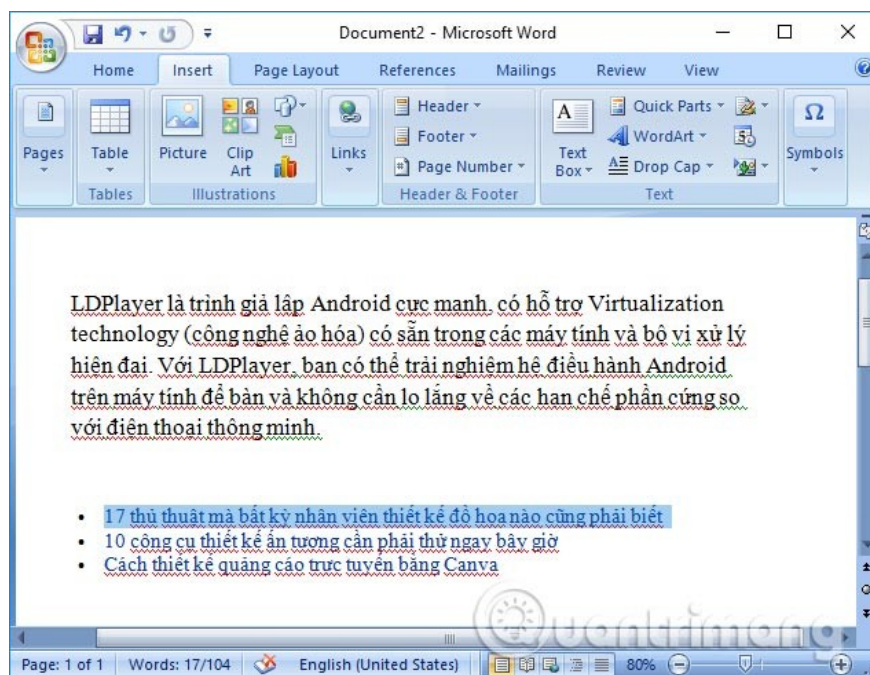 Document2 - Microsoft Word
Home Insert Page Layout References Mailings Review View
Pages Table Picture Clip Art Links Header Footer Page Number Text Box Quick Parts WordArt Drop Cap Symbols
Tables Illustrations Header & Footer Text
LDPlayer là trình giả lập Android cực mạnh, có hỗ trợ Virtualization
technology (công nghệ ảo hóa) có sẵn trong các máy tính và bộ vi xử lý
hiện đại. Với LDPlayer, bạn có thể trải nghiệm hệ điều hành Android
trên máy tính để bàn và không cần lo lắng về các hạn chế phần cứng so
với điện thoại thông minh.
• 17 thủ thuật mà bất kỳ nhân viên thiết kế đồ họa nào cũng phải biết
• 10 công cụ thiết kế ấn tượng cần phải thử ngay bây giờ
• Cách thiết kế quảng cáo trực tuyến bằng Canva
Quantrimang
Page: 1 of 1 Words: 17/104 English (United States) 80%